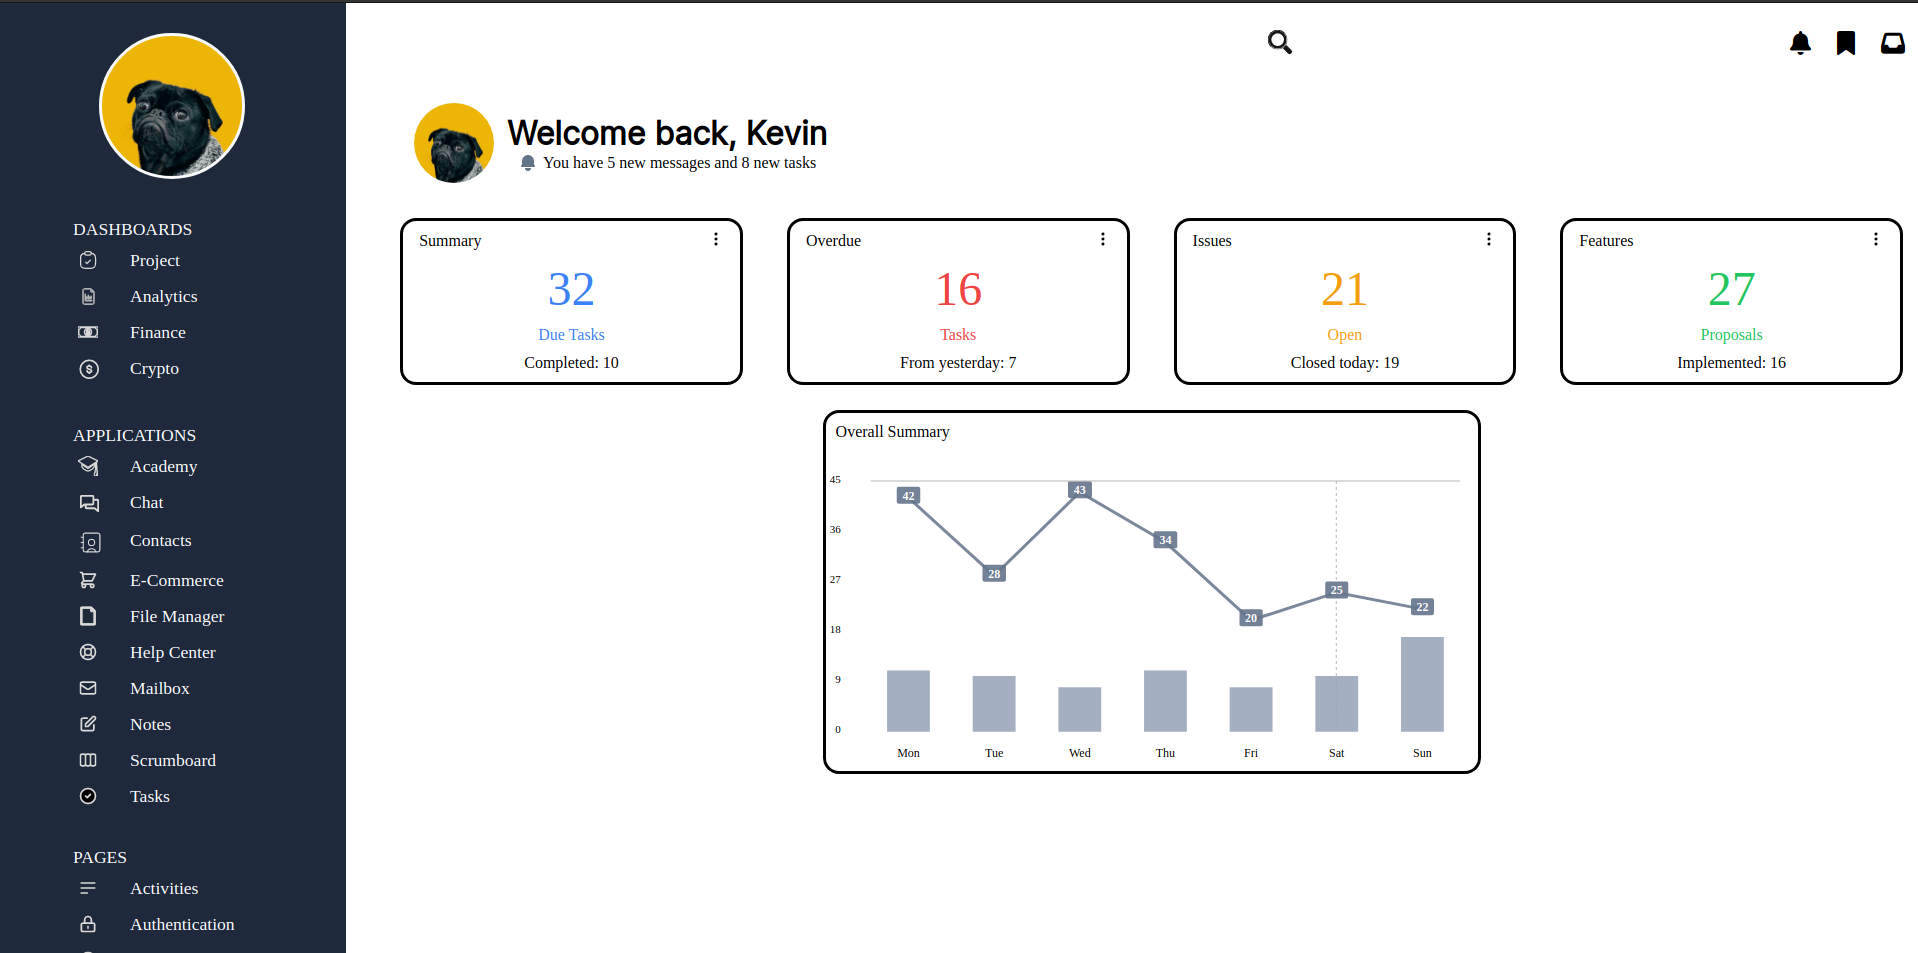 DASHBOARDS
Project
Analytics
Finance
Crypto
APPLICATIONS
Academy
Chat
Contacts
E-Commerce
File Manager
Help Center
Mailbox
Notes
Scrumboard
Tasks
PAGES
Activities
Authentication
Welcome back, Kevin
You have 5 new messages and 8 new tasks
Summary
32
Due Tasks
Completed: 10
Overdue
16
Tasks
From yesterday: 7
Issues
21
Open
Closed today: 19
Features
27
Proposals
Implemented: 16
Overall Summary
45
36
27
18
9
0
42
28
43
34
20
25
22
Mon Tue Wed Thu Fri Sat Sun